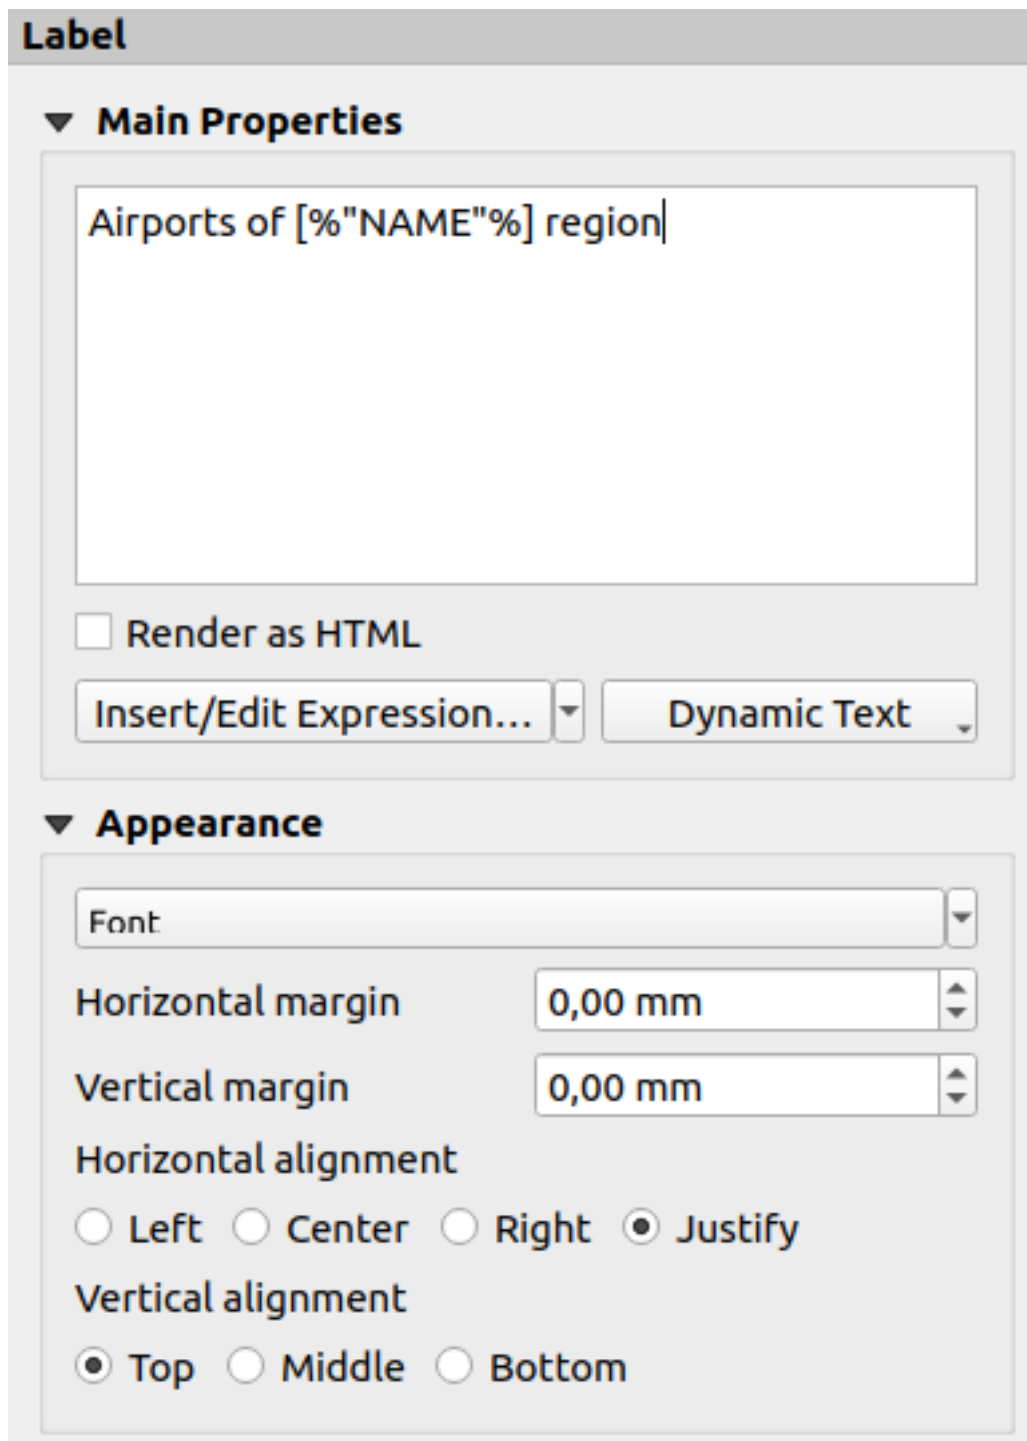 Label
Main Properties
Airports of [%"NAME"%] region
Render as HTML
Insert/Edit Expression... Dynamic Text
Appearance
Font
Horizontal margin 0,00 mm
Vertical margin 0,00 mm
Horizontal alignment
Left Center Right Justify
Vertical alignment
Top Middle Bottom